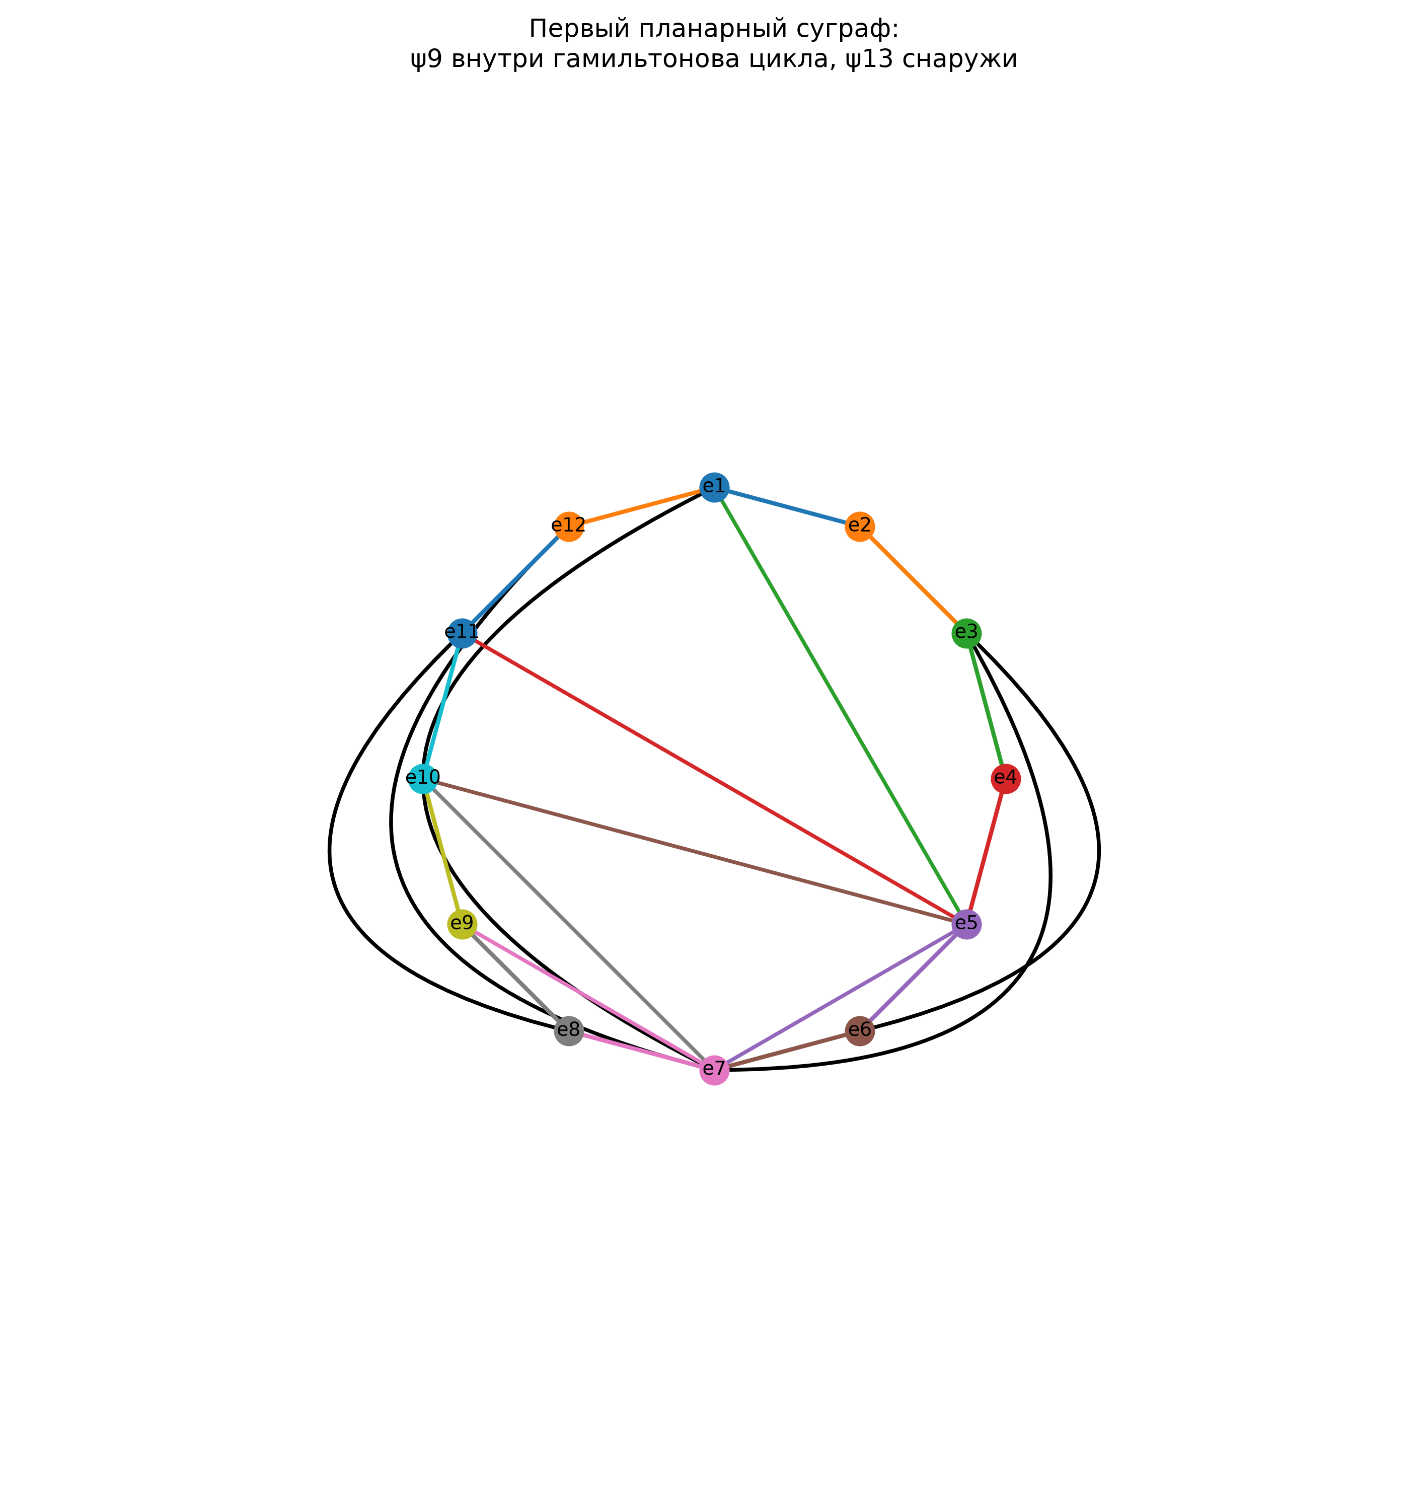 Первый планарный суграф:
ψ9 внутри гамильтонова цикла, ψ13 снаружи
e1
e12
e2
e11
e3
e10
e4
e9
e5
e8
e6
e7